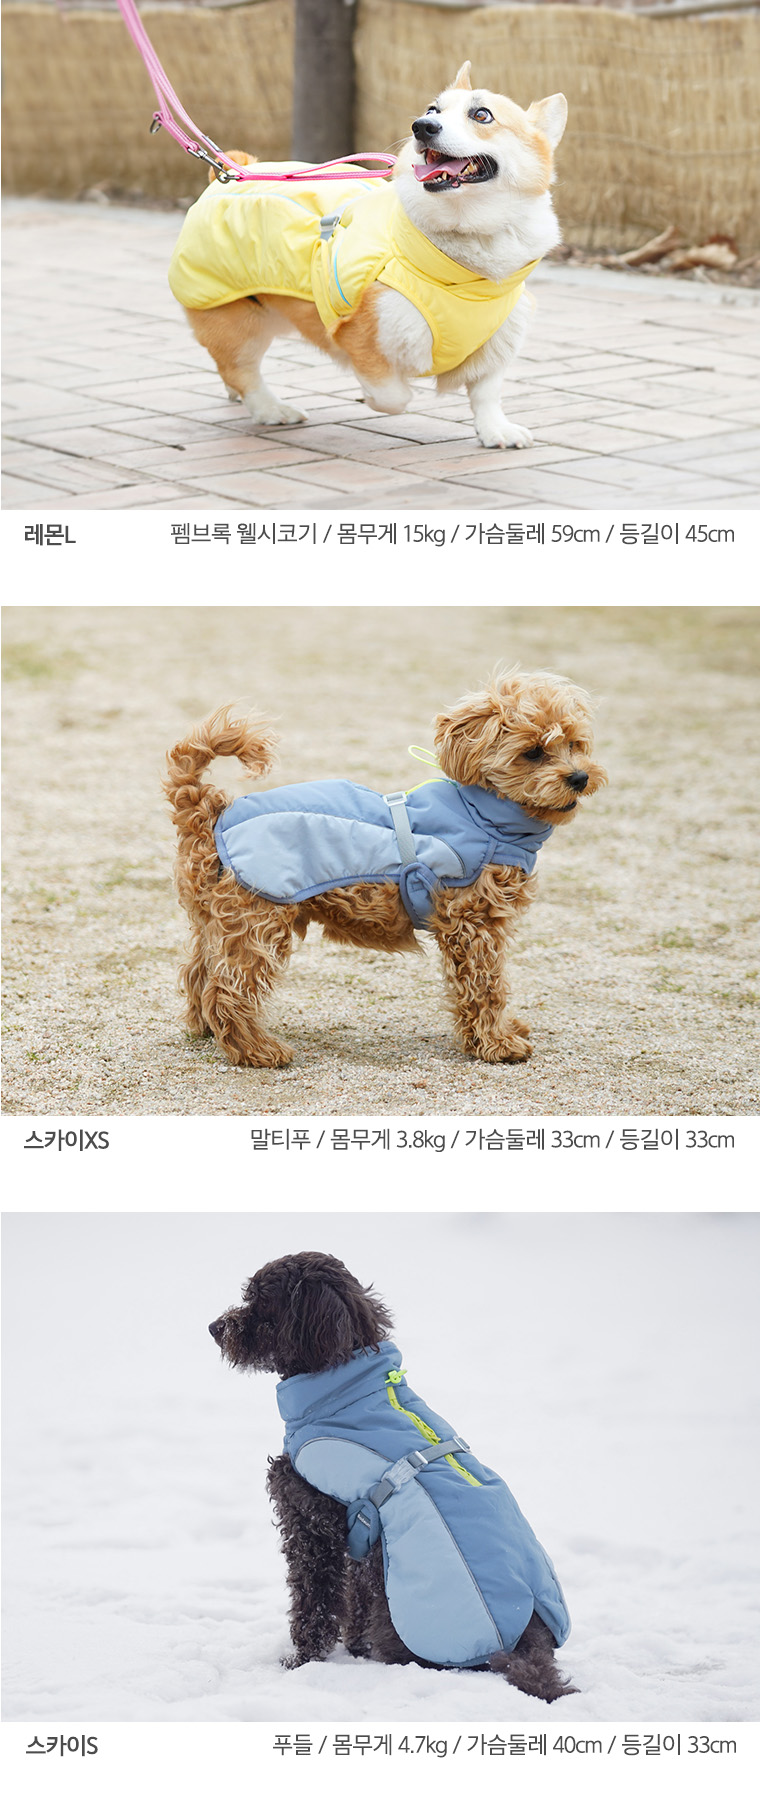 레몬L 펨브록 웰시코기 / 몸무게 15kg / 가슴둘레 59cm / 등길이 45cm
스카이XS 말티푸 / 몸무게 3.8kg / 가슴둘레 33cm / 등길이 33cm
스카이S 푸들 / 몸무게 4.7kg / 가슴둘레 40cm / 등길이 33cm